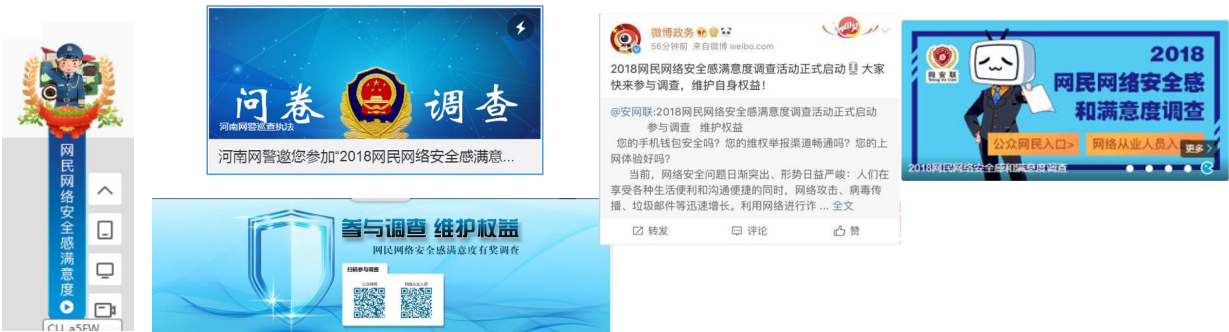 网民网络安全感满意度
CU_a5FW
问卷 调查
河南网警巡查执法
河南网警邀您参加“2018网民网络安全感满意...
参与调查 维护权益
网民网络安全感满意度有奖调查
扫码参与调查
公众网民
网络从业人员
微博政务
56分钟前 来自微博 weibo.com
2018网民网络安全感满意度调查活动正式启动 大家
快来参与调查，维护自身权益！
@安网联:2018网民网络安全感满意度调查活动正式启动
参与调查 维护权益
您的手机钱包安全吗？您的维权举报渠道畅通吗？您的上
网体验好吗？
当前，网络安全问题日渐突出、形势日益严峻：人们在
享受各种生活便利和沟通便捷的同时，网络攻击、病毒传
播、垃圾邮件等迅速增长。利用网络进行诈 ... 全文
转发 评论 赞
网安联
2018
网民网络安全感
和满意度调查
公众网民入口> 网络从业人员入
更多>
2018网民网络安全感和满意度调查